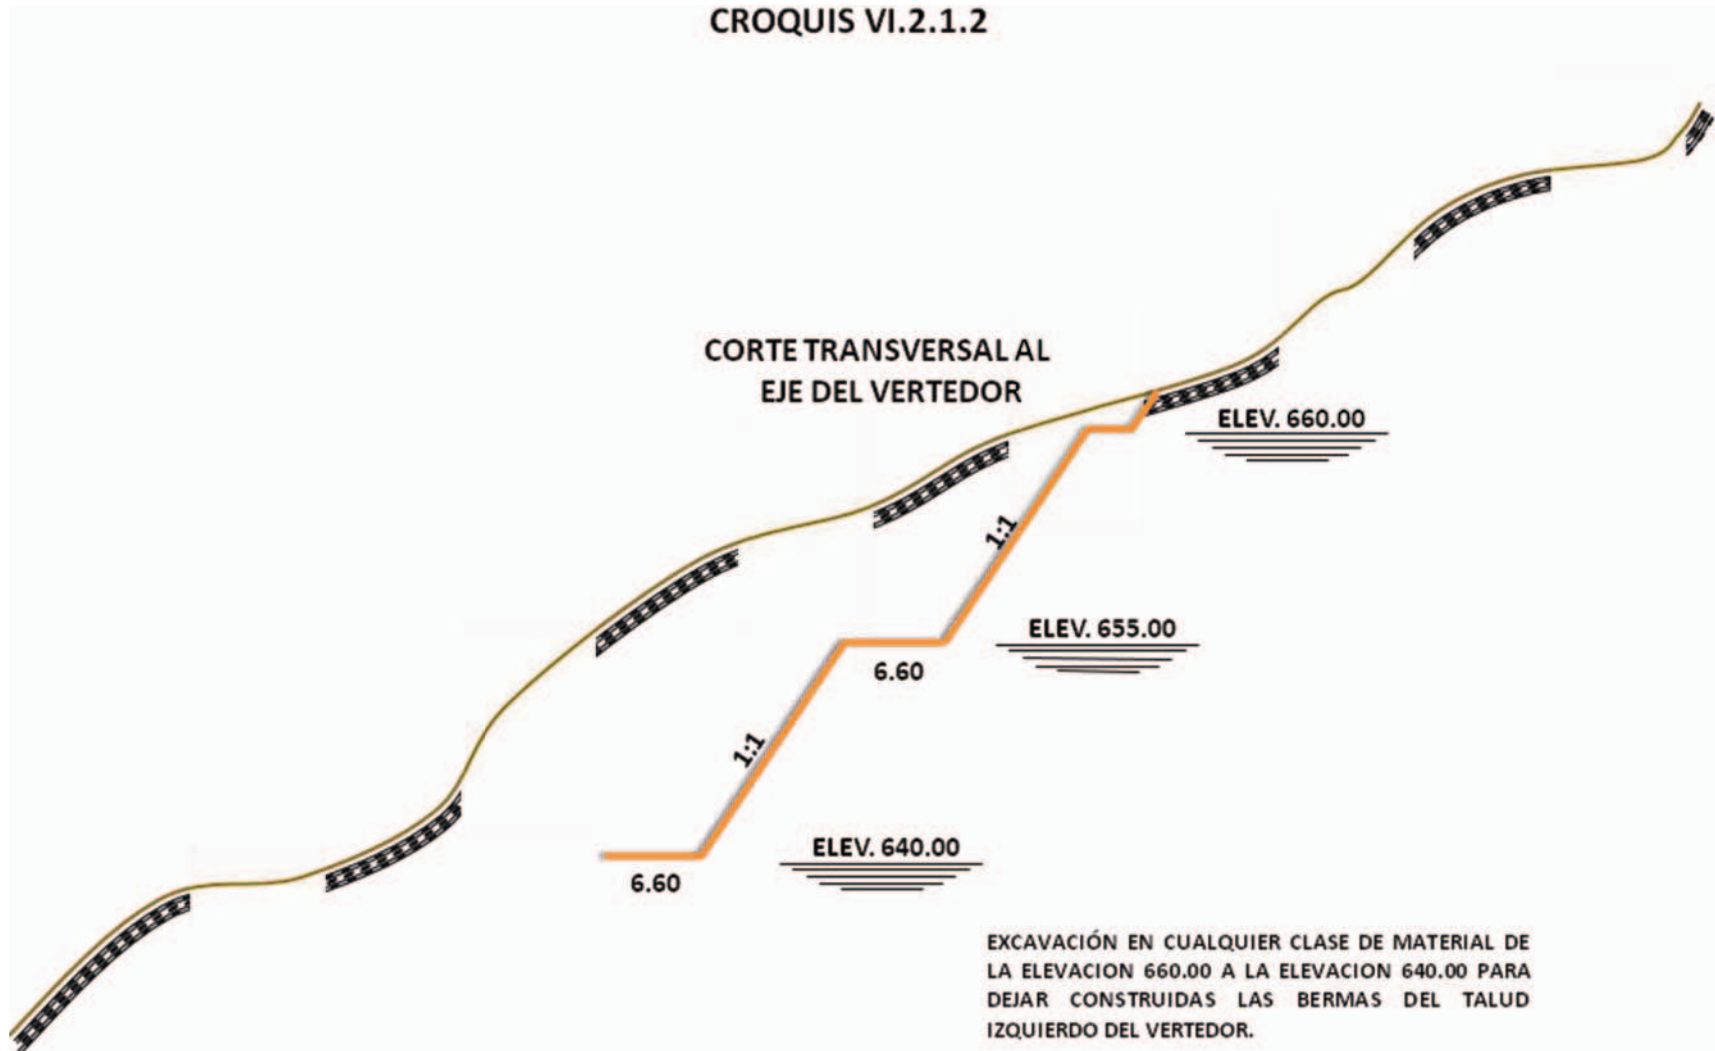 CROQUIS VI.2.1.2
CORTE TRANSVERSAL AL
EJE DEL VERTEDOR
ELEV. 660.00
1:1
ELEV. 655.00
6.60
1:1
ELEV. 640.00
6.60
EXCAVACIÓN EN CUALQUIER CLASE DE MATERIAL DE
LA ELEVACION 660.00 A LA ELEVACION 640.00 PARA
DEJAR CONSTRUIDAS LAS BERMAS DEL TALUD
IZQUIERDO DEL VERTEDOR.